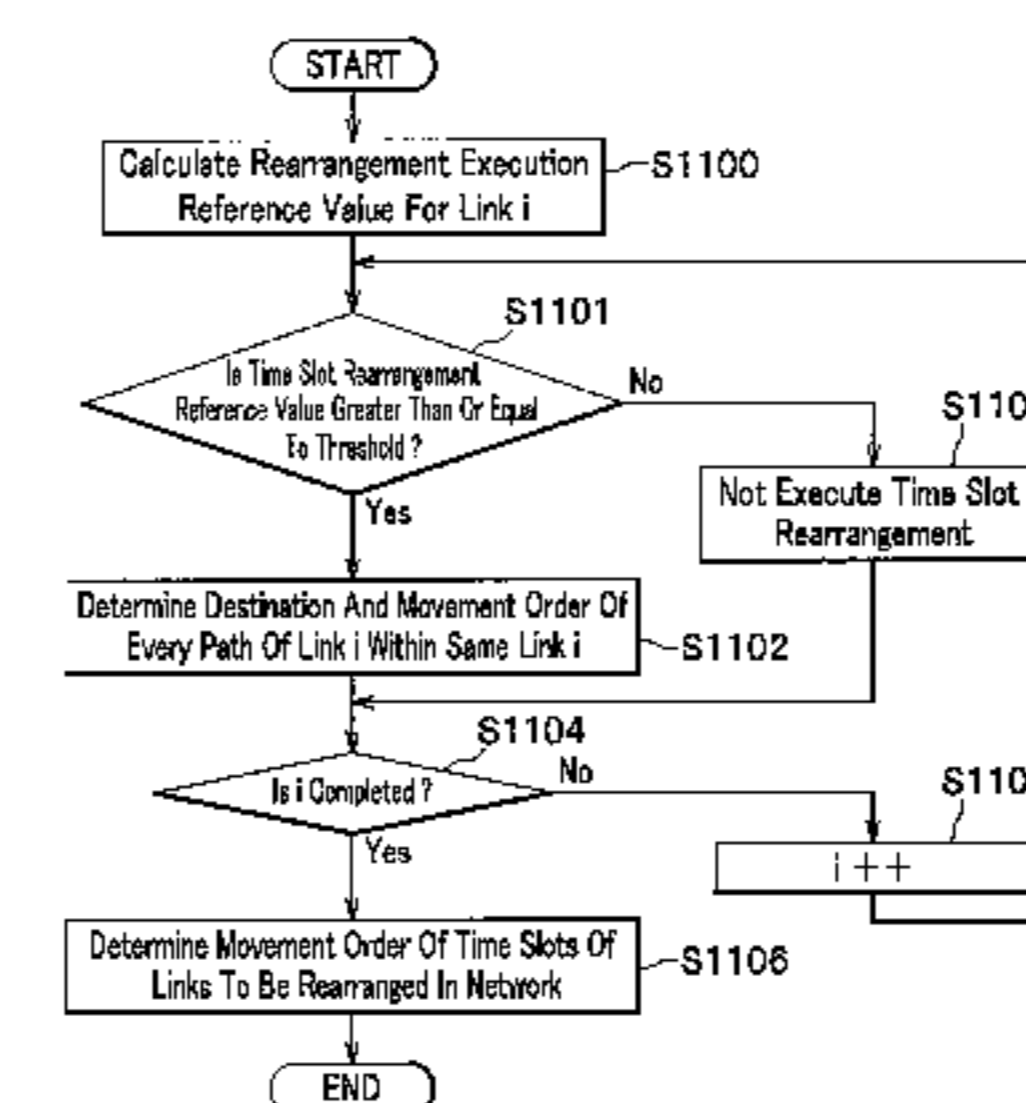 START
Calculate Rearrangement Execution
Reference Value For Link i
S1100
S1101
Is Time Slot Rearrangement
Reference Value Greater Than Or Equal
to Threshold ?
No
Yes
S110
Not Execute Time Slot
Rearrangement
Determine Destination And Movement Order Of
Every Path Of Link i Within Same Link i
S1102
S1104
Is i Completed ?
No
Yes
S110
i ++
Determine Movement Order Of Time Slots Of
Links To Be Rearranged In Network
S1106
END